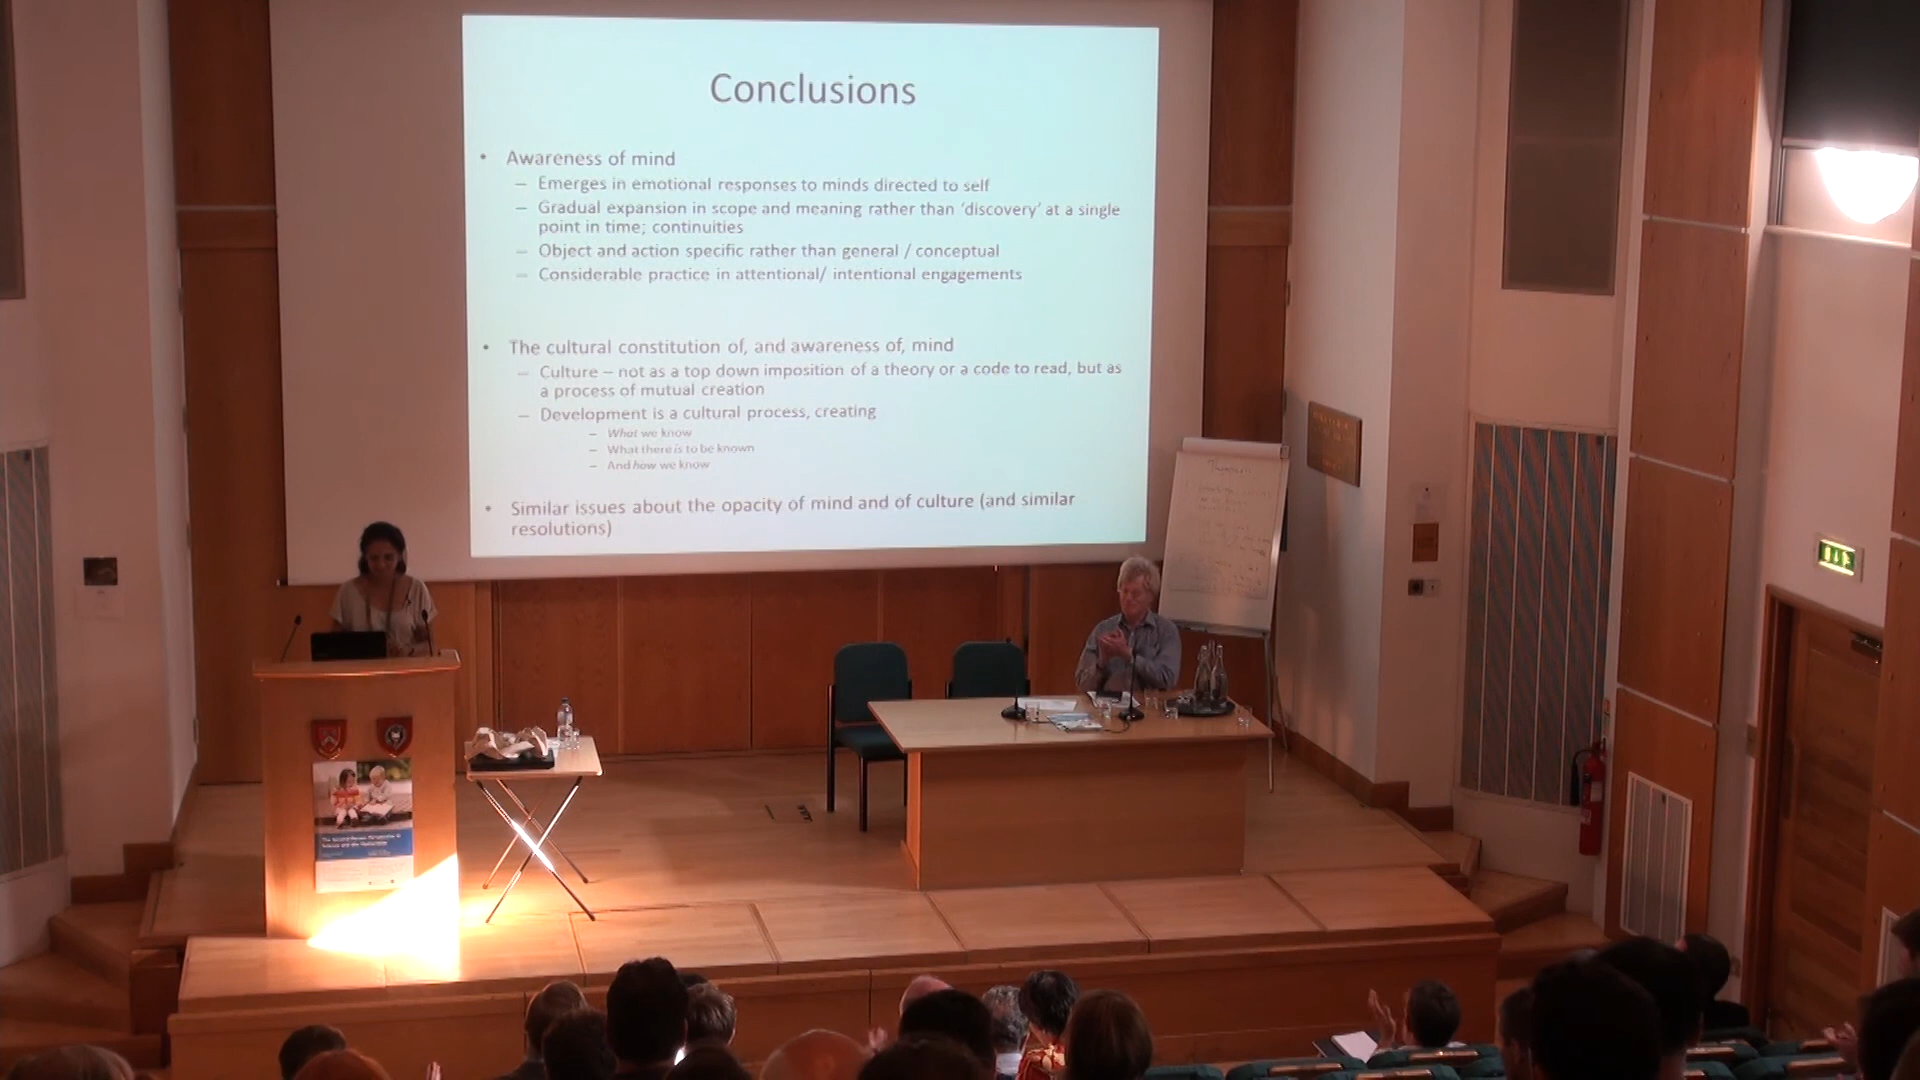 Conclusions
• Awareness of mind
– Emerges in emotional responses to minds directed to self
– Gradual expansion in scope and meaning rather than ‘discovery’ at a single
point in time; continuities
– Object and action specific rather than general / conceptual
– Considerable practice in attentional/ intentional engagements
• The cultural constitution of, and awareness of, mind
– Culture – not as a top down imposition of a theory or a code to read, but as
a process of mutual creation
– Development is a cultural process, creating
– What we know
– What there is to be known
– And how we know
• Similar issues about the opacity of mind and of culture (and similar
resolutions)